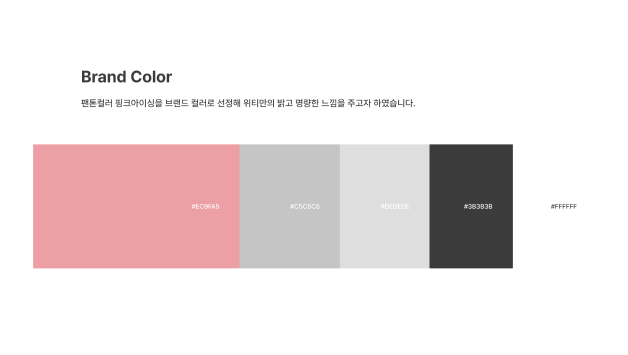 Brand Color
팬톤컬러 핑크아이싱을 브랜드 컬러로 선정해 위티만의 밝고 명량한 느낌을 주고자 하였습니다.
#EC9FA5
#C5C5C5
#DEDEDE
#3B3B3B
#FFFFFF